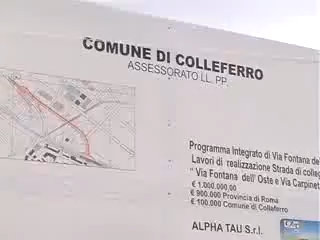 COMUNE DI COLLEFERRO
ASSESSORATO LL. PP.
Programma Integrato di Via Fontana de
Lavori di realizzazione Strada di colleg
" Via Fontana dell' Oste e Via Carpinet
€ 1.000.000,00
€ 900.000 Provincia di Roma
€ 100.000 Comune di Colleferro
ALPHA TAU S.r.l.